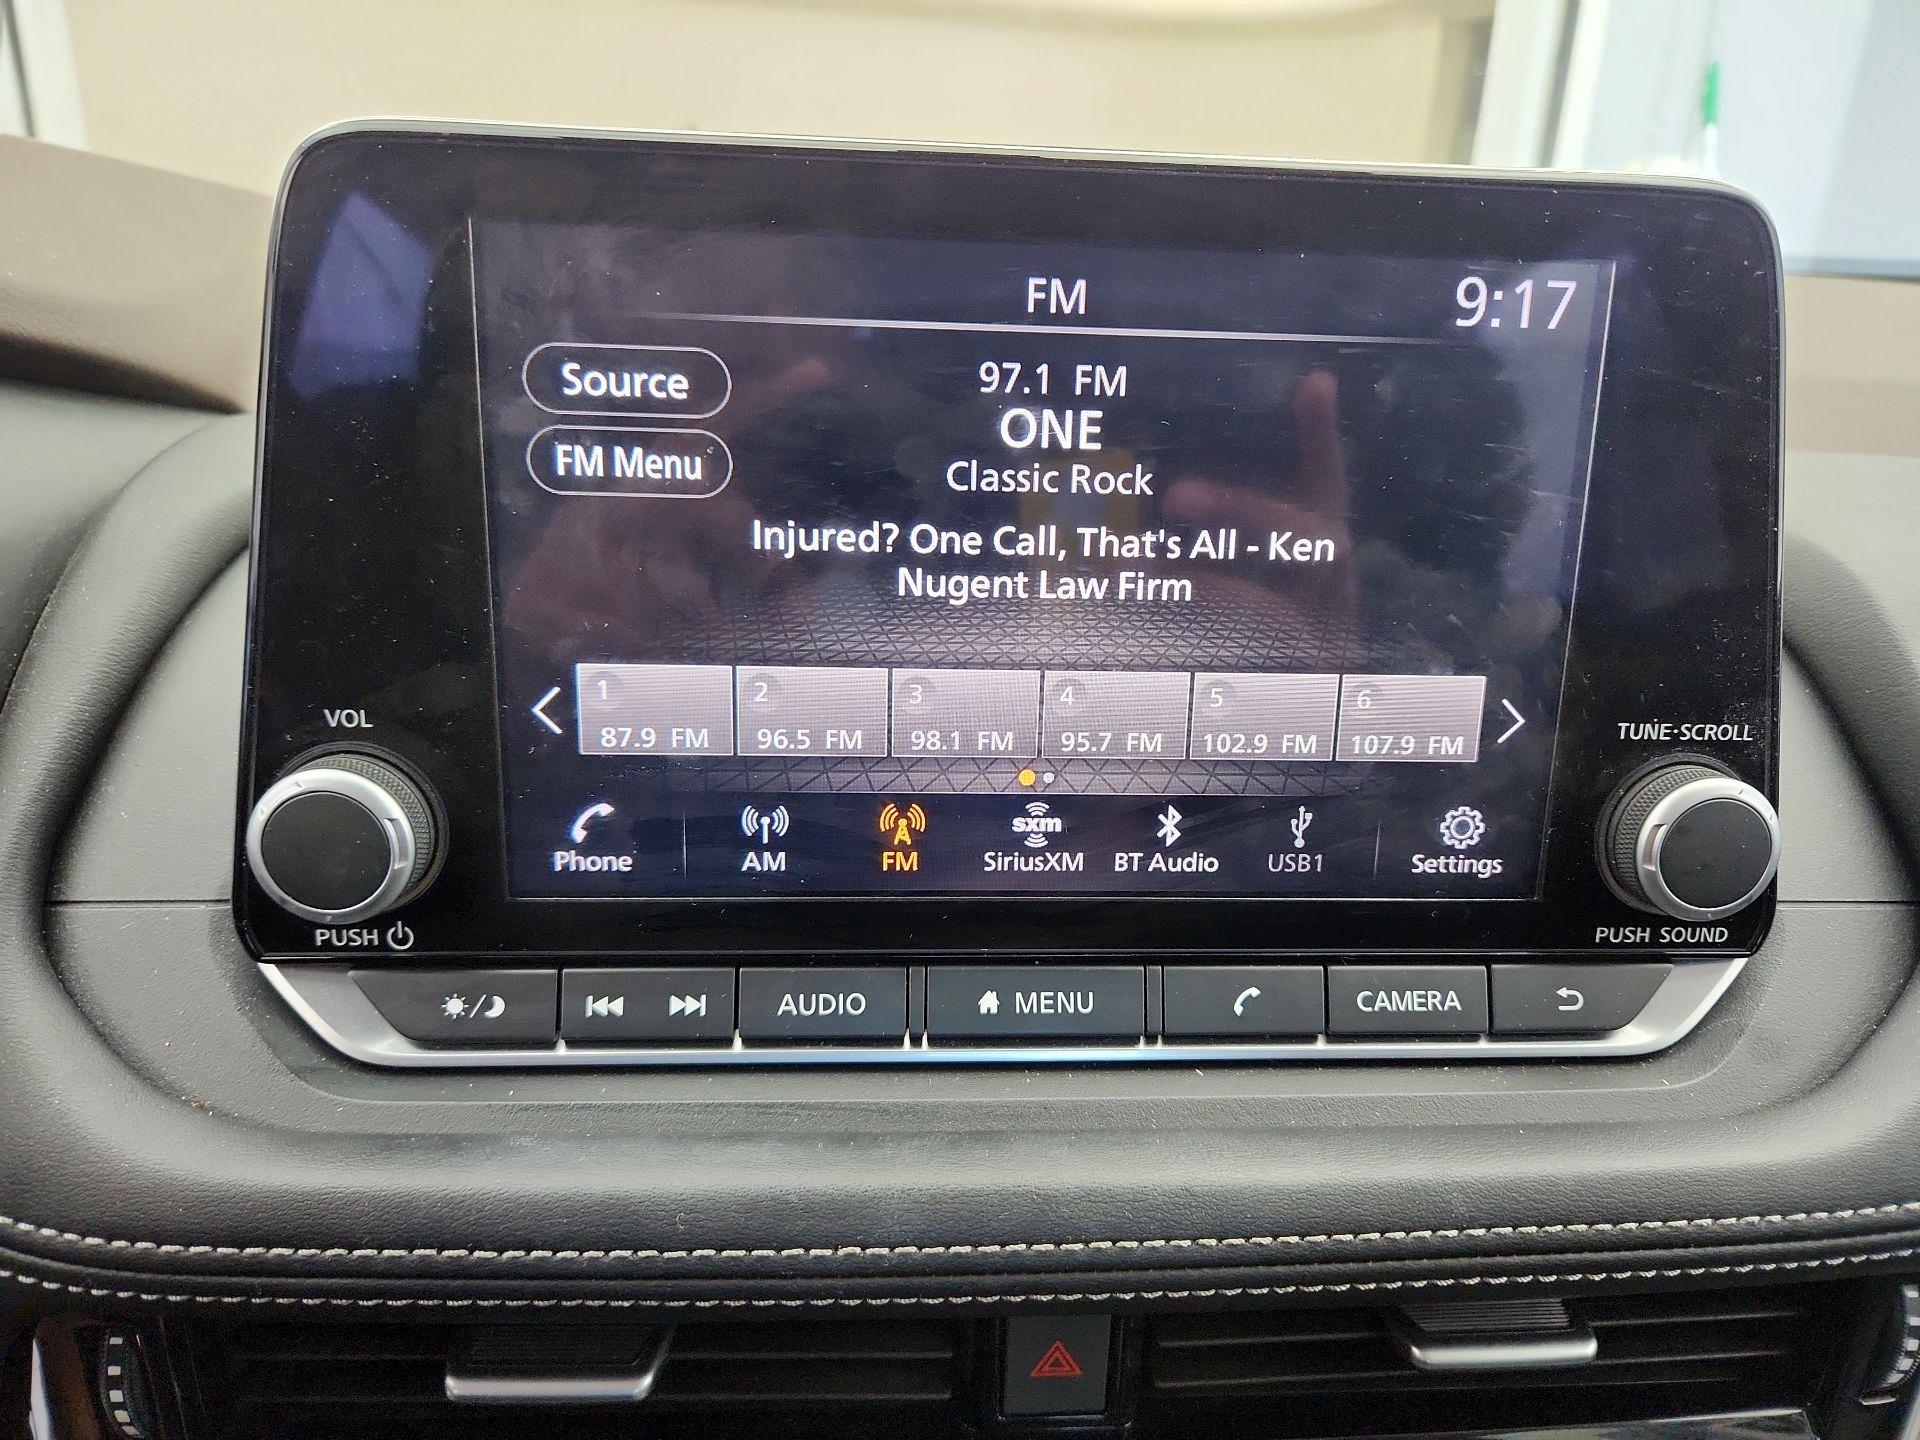 FM
9:17
Source
97.1 FM
ONE
FM Menu
Classic Rock
Injured? One Call, That's All - Ken
Nugent Law Firm
1
2
3
4
5
6
87.9 FM
96.5 FM
98.1 FM
95.7 FM
102.9 FM
107.9 FM
VOL
TUNE·SCROLL
sxm
Phone
AM
FM
SiriusXM
BT Audio
USB1
Settings
PUSH
PUSH SOUND
AUDIO
MENU
CAMERA